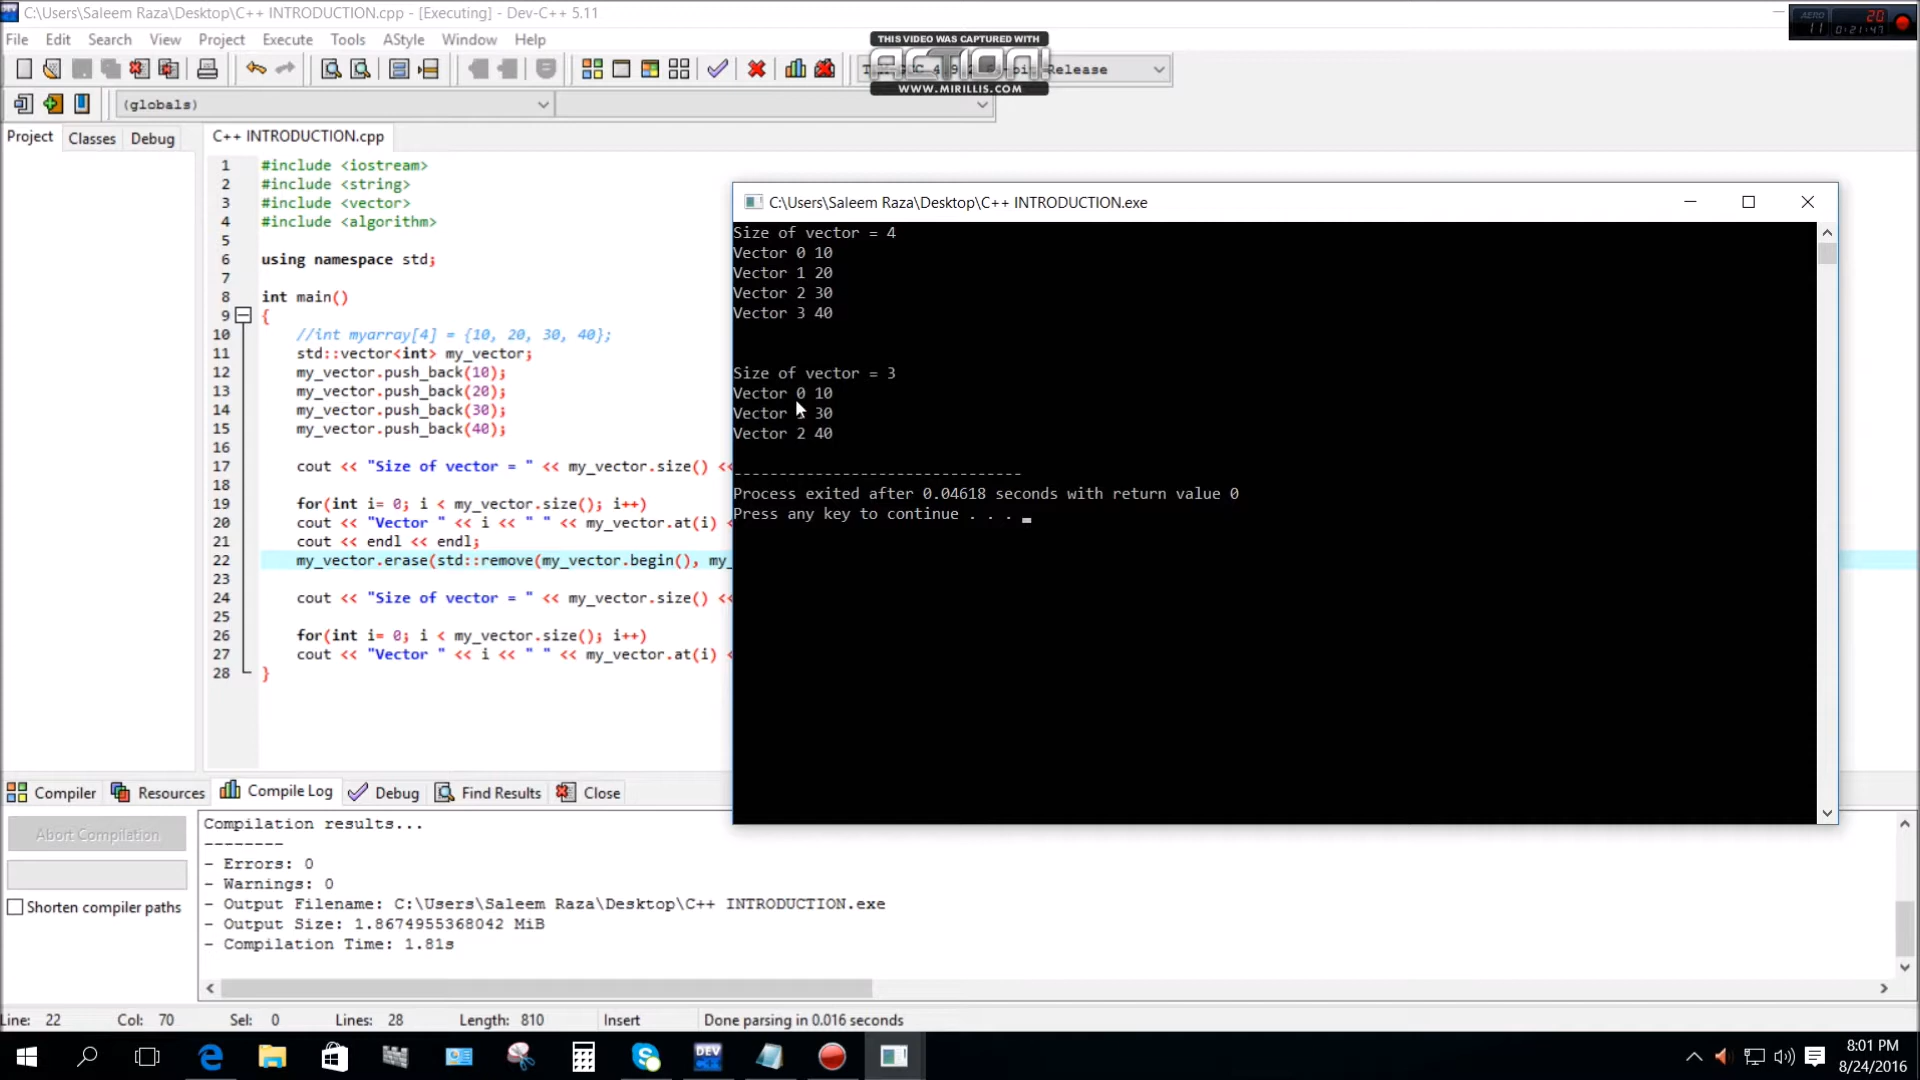 C:\Users\Saleem Raza\Desktop\C++ INTRODUCTION.cpp - [Executing] - Dev-C++ 5.11
File Edit Search View Project Execute Tools AStyle Window Help
THIS VIDEO WAS CAPTURED WITH
WWW.MIRILLIS.COM
Release
20
0:21:47
(globals)
Project Classes Debug
C++ INTRODUCTION.cpp
1 #include <iostream>
2 #include <string>
3 #include <vector>
4 #include <algorithm>
5
6 using namespace std;
7
8 int main()
9 {
10 //int myarray[4] = {10, 20, 30, 40};
11 std::vector<int> my_vector;
12 my_vector.push_back(10);
13 my_vector.push_back(20);
14 my_vector.push_back(30);
15 my_vector.push_back(40);
16
17 cout << "Size of vector = " << my_vector.size() <<
18
19 for(int i= 0; i < my_vector.size(); i++)
20 cout << "Vector " << i << " " << my_vector.at(i) <
21 cout << endl << endl;
22 my_vector.erase(std::remove(my_vector.begin(), my_
23
24 cout << "Size of vector = " << my_vector.size() <<
25
26 for(int i= 0; i < my_vector.size(); i++)
27 cout << "Vector " << i << " " << my_vector.at(i) <
28 }
C:\Users\Saleem Raza\Desktop\C++ INTRODUCTION.exe
Size of vector = 4
Vector 0 10
Vector 1 20
Vector 2 30
Vector 3 40
Size of vector = 3
Vector 0 10
Vector 30
Vector 2 40
--------------------------------
Process exited after 0.04618 seconds with return value 0
Press any key to continue . . .
Compiler Resources Compile Log Debug Find Results Close
Abort Compilation
Shorten compiler paths
Compilation results...
--------
- Errors: 0
- Warnings: 0
- Output Filename: C:\Users\Saleem Raza\Desktop\C++ INTRODUCTION.exe
- Output Size: 1.8674955368042 MiB
- Compilation Time: 1.81s
Line: 22 Col: 70 Sel: 0 Lines: 28 Length: 810 Insert Done parsing in 0.016 seconds
DEV
8:01 PM
8/24/2016